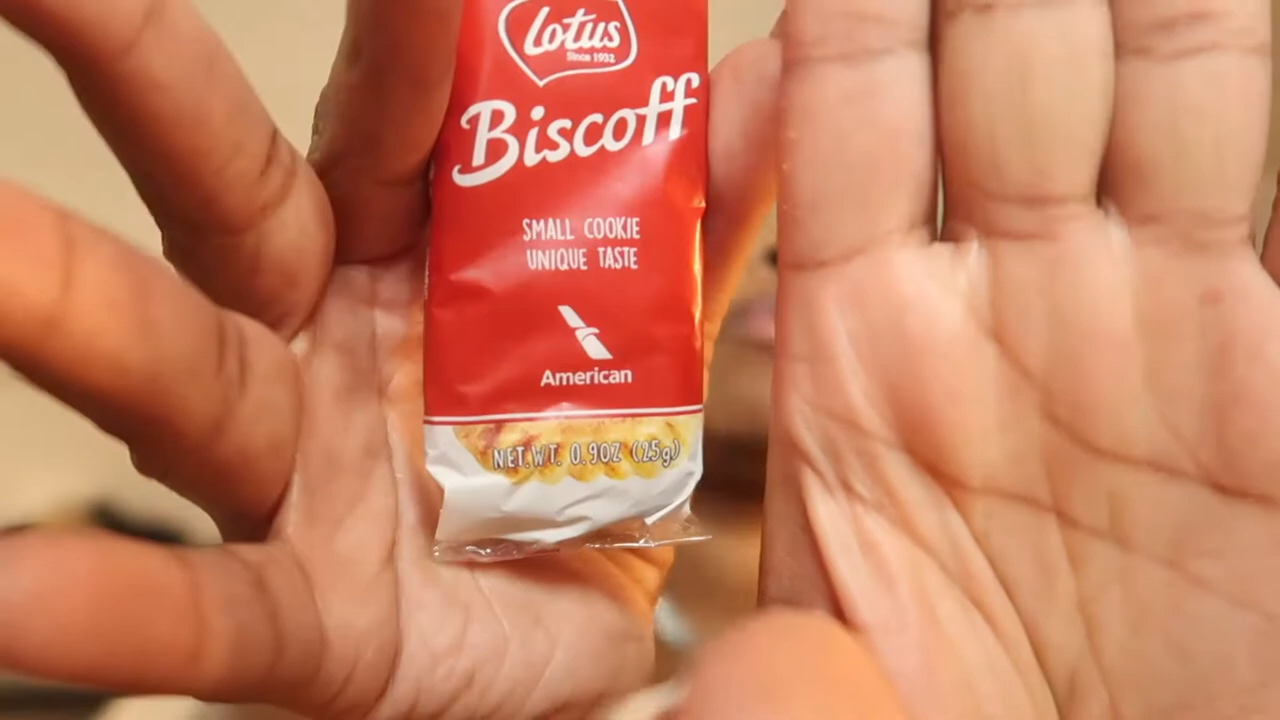 Lotus
Since 1932
Biscoff
SMALL COOKIE
UNIQUE TASTE
American
NET.WT. 0.9OZ (25g)